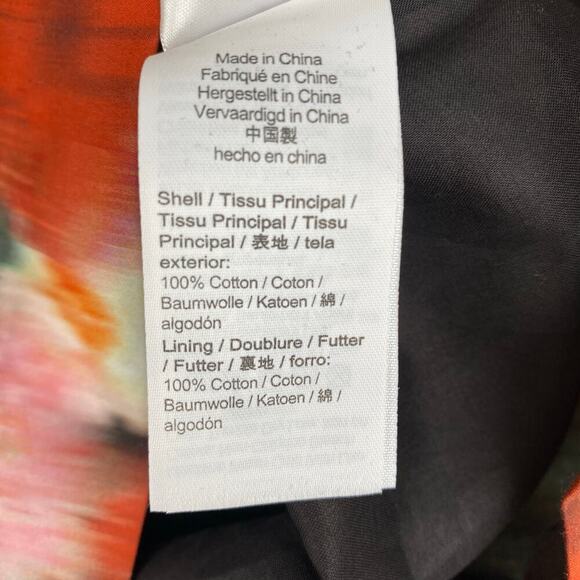 Made in China
Fabriqué en Chine
Hergestellt in China
Vervaardigd in China
中国製
hecho en china
Shell / Tissu Principal /
Tissu Principal / Tissu
Principal / 表地 / tela
exterior:
100% Cotton / Coton /
Baumwolle / Katoen / 綿 /
algodón
Lining / Doublure / Futter
/ Futter / 裏地 / forro:
100% Cotton / Coton /
Baumwolle / Katoen / 綿 /
algodón